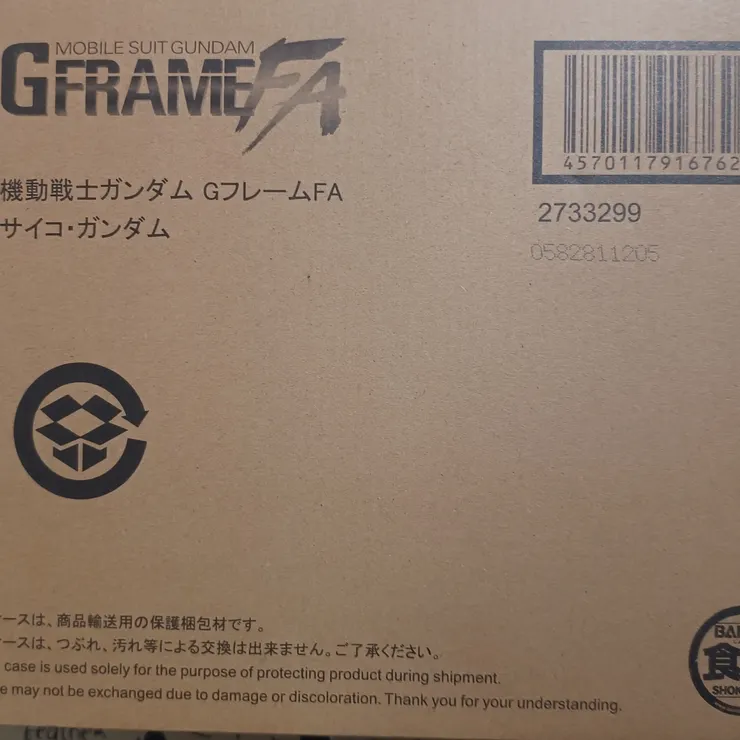 MOBILE SUIT GUNDAM
GFRAMEFA
機動戦士ガンダム GフレームFA
サイコ・ガンダム
4570117916762
2733299
0582811205
ースは、商品輸送用の保護梱包材です。
ースは、つぶれ、汚れ等による交換は出来ません。ご了承ください。
case is used solely for the purpose of protecting product during shipment.
e may not be exchanged due to damage or discoloration. Thank you for your understanding.
BAN
食
SHOK